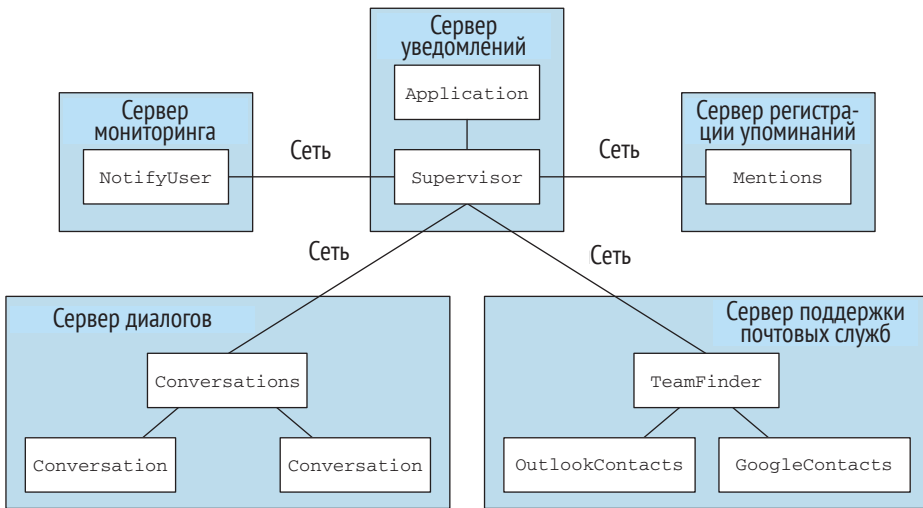 Сервер
уведомлений
Application
Сервер
мониторинга
Сервер регистра-
ции упоминаний
Сеть
Сеть
NotifyUser
Supervisor
Mentions
Сеть
Сеть
Сервер диалогов
Сервер поддержки
почтовых служб
Conversations
TeamFinder
Conversation
Conversation
OutlookContacts
GoogleContacts